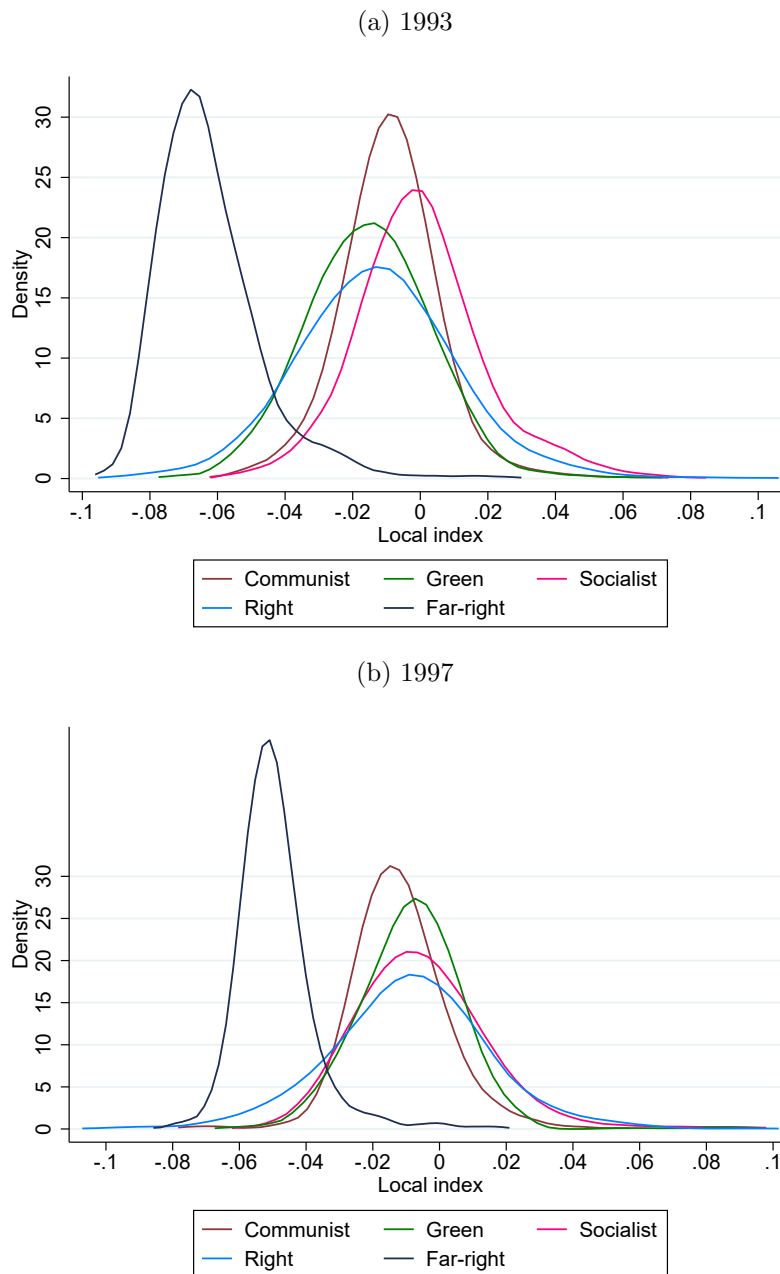 (a) 1993
30
25
20
15
10
5
0
Density
-.1 -.08 -.06 -.04 -.02 0 .02 .04 .06 .08 .1
Local index
Communist Green Socialist
Right Far-right
(b) 1997
30
25
20
15
10
5
0
Density
-.1 -.08 -.06 -.04 -.02 0 .02 .04 .06 .08 .1
Local index
Communist Green Socialist
Right Far-right